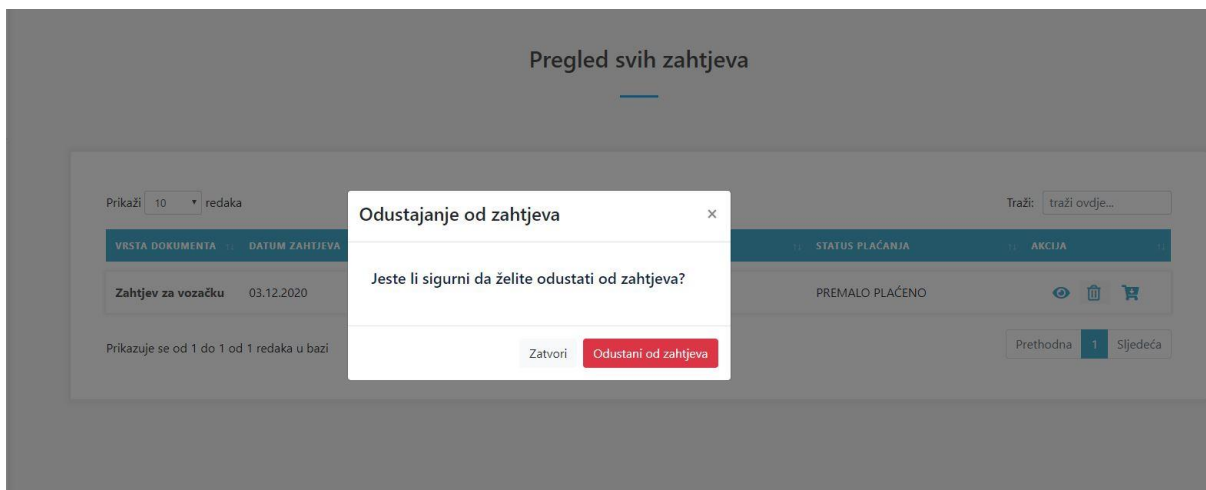 Pregled svih zahtjeva
Prikaži 10 redaka
Traži: traži ovdje...
Odustajanje od zahtjeva ×
VRSTA DOKUMENTA DATUM ZAHTJEVA STATUS PLAĆANJA AKCIJA
Jeste li sigurni da želite odustati od zahtjeva?
Zahtjev za vozačku 03.12.2020 PREMALO PLAĆENO
Prikazuje se od 1 do 1 od 1 redaka u bazi
Prethodna 1 Sljedeća
Zatvori Odustani od zahtjeva